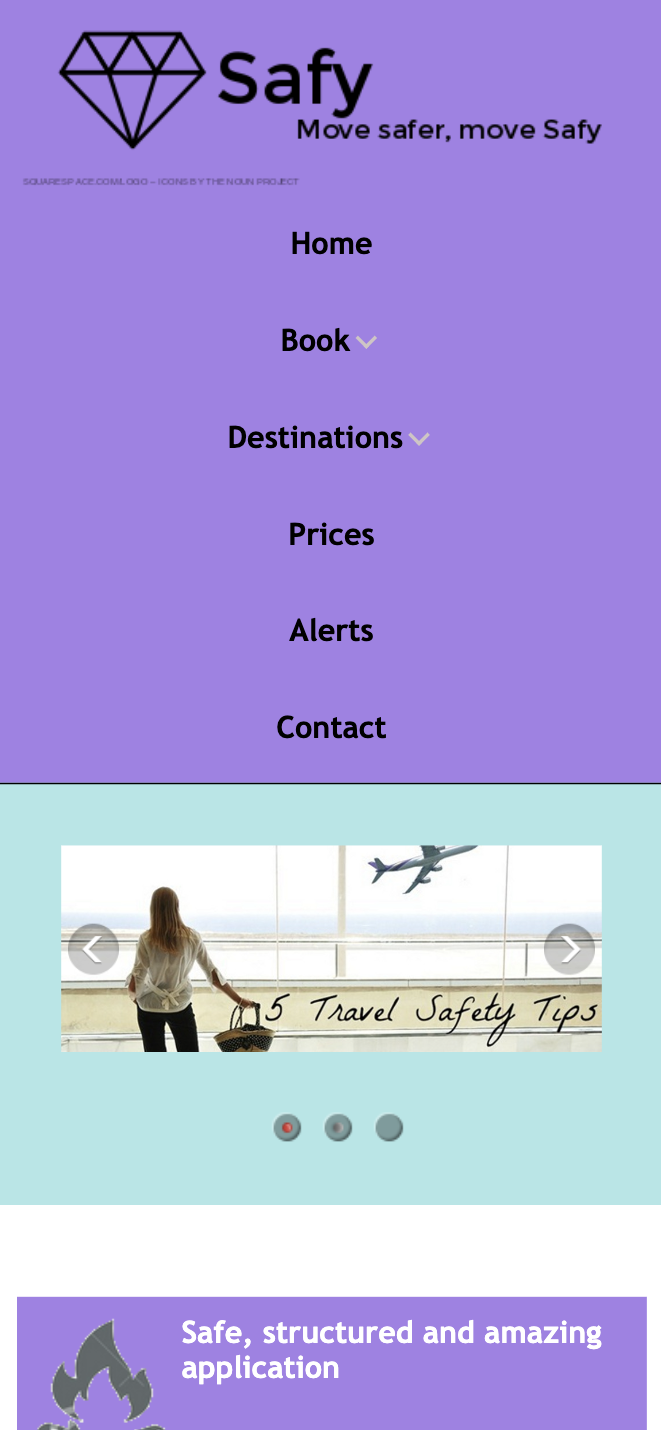 Safy
Move safer, move Safy
SQUARESPACE.COM/LOGO – ICONS BY THE NOUN PROJECT
Home
Book
Destinations
Prices
Alerts
Contact
5 Travel Safety Tips
Safe, structured and amazing
application